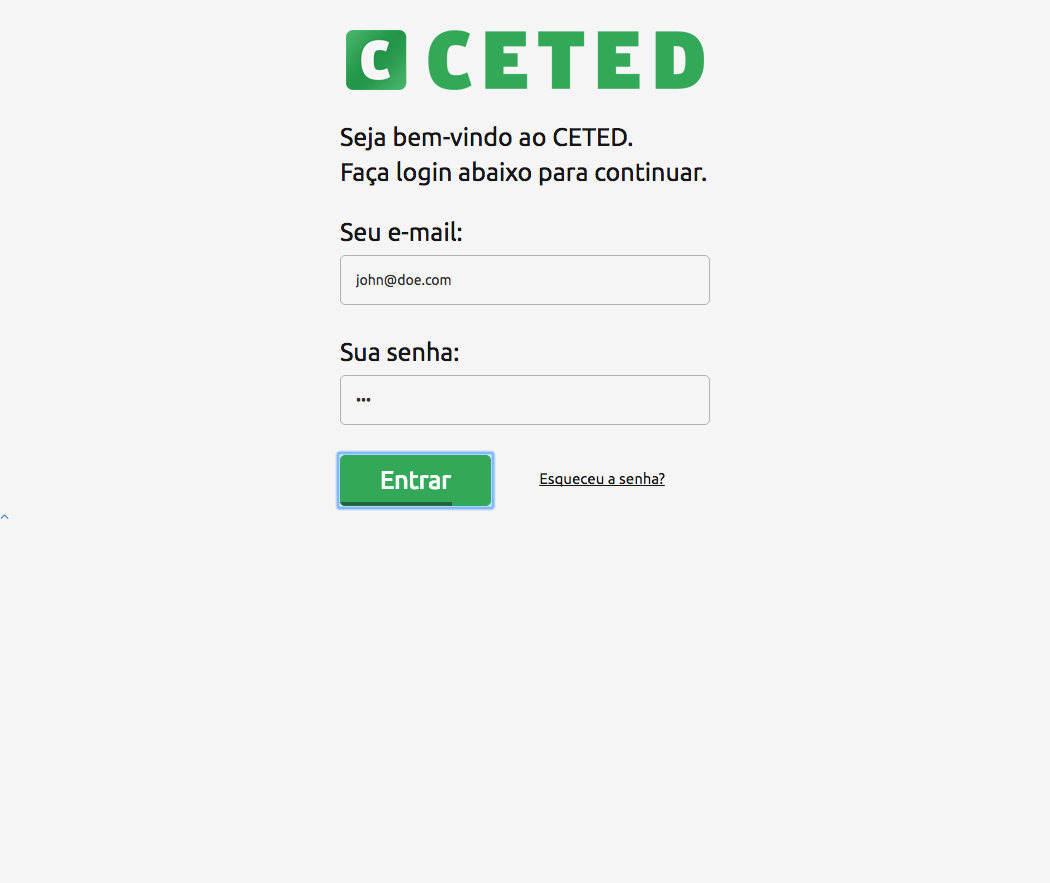 C CETED
Seja bem-vindo ao CETED.
Faça login abaixo para continuar.
Seu e-mail:
john@doe.com
Sua senha:
•••
Entrar
Esqueceu a senha?